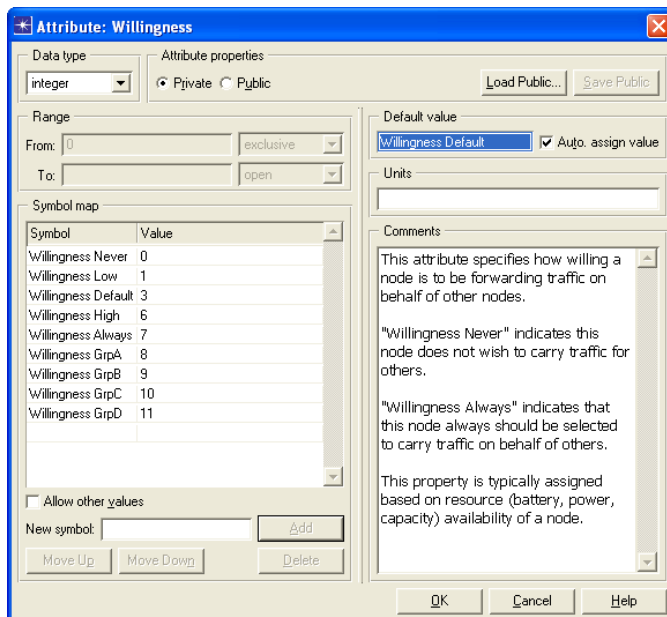 Attribute: Willingness
Data type
integer
Attribute properties
Private Public
Load Public... Save Public
Range
From: 0 exclusive
To: open
Default value
Willingness Default Auto. assign value
Units
Symbol map
Symbol Value
Willingness Never 0
Willingness Low 1
Willingness Default 3
Willingness High 6
Willingness Always 7
Willingness GrpA 8
Willingness GrpB 9
Willingness GrpC 10
Willingness GrpD 11
Allow other values
New symbol: Add
Move Up Move Down Delete
Comments
This attribute specifies how willing a
node is to be forwarding traffic on
behalf of other nodes.
"Willingness Never" indicates this
node does not wish to carry traffic for
others.
"Willingness Always" indicates that
this node always should be selected
to carry traffic on behalf of others.
This property is typically assigned
based on resource (battery, power,
capacity) availability of a node.
OK Cancel Help